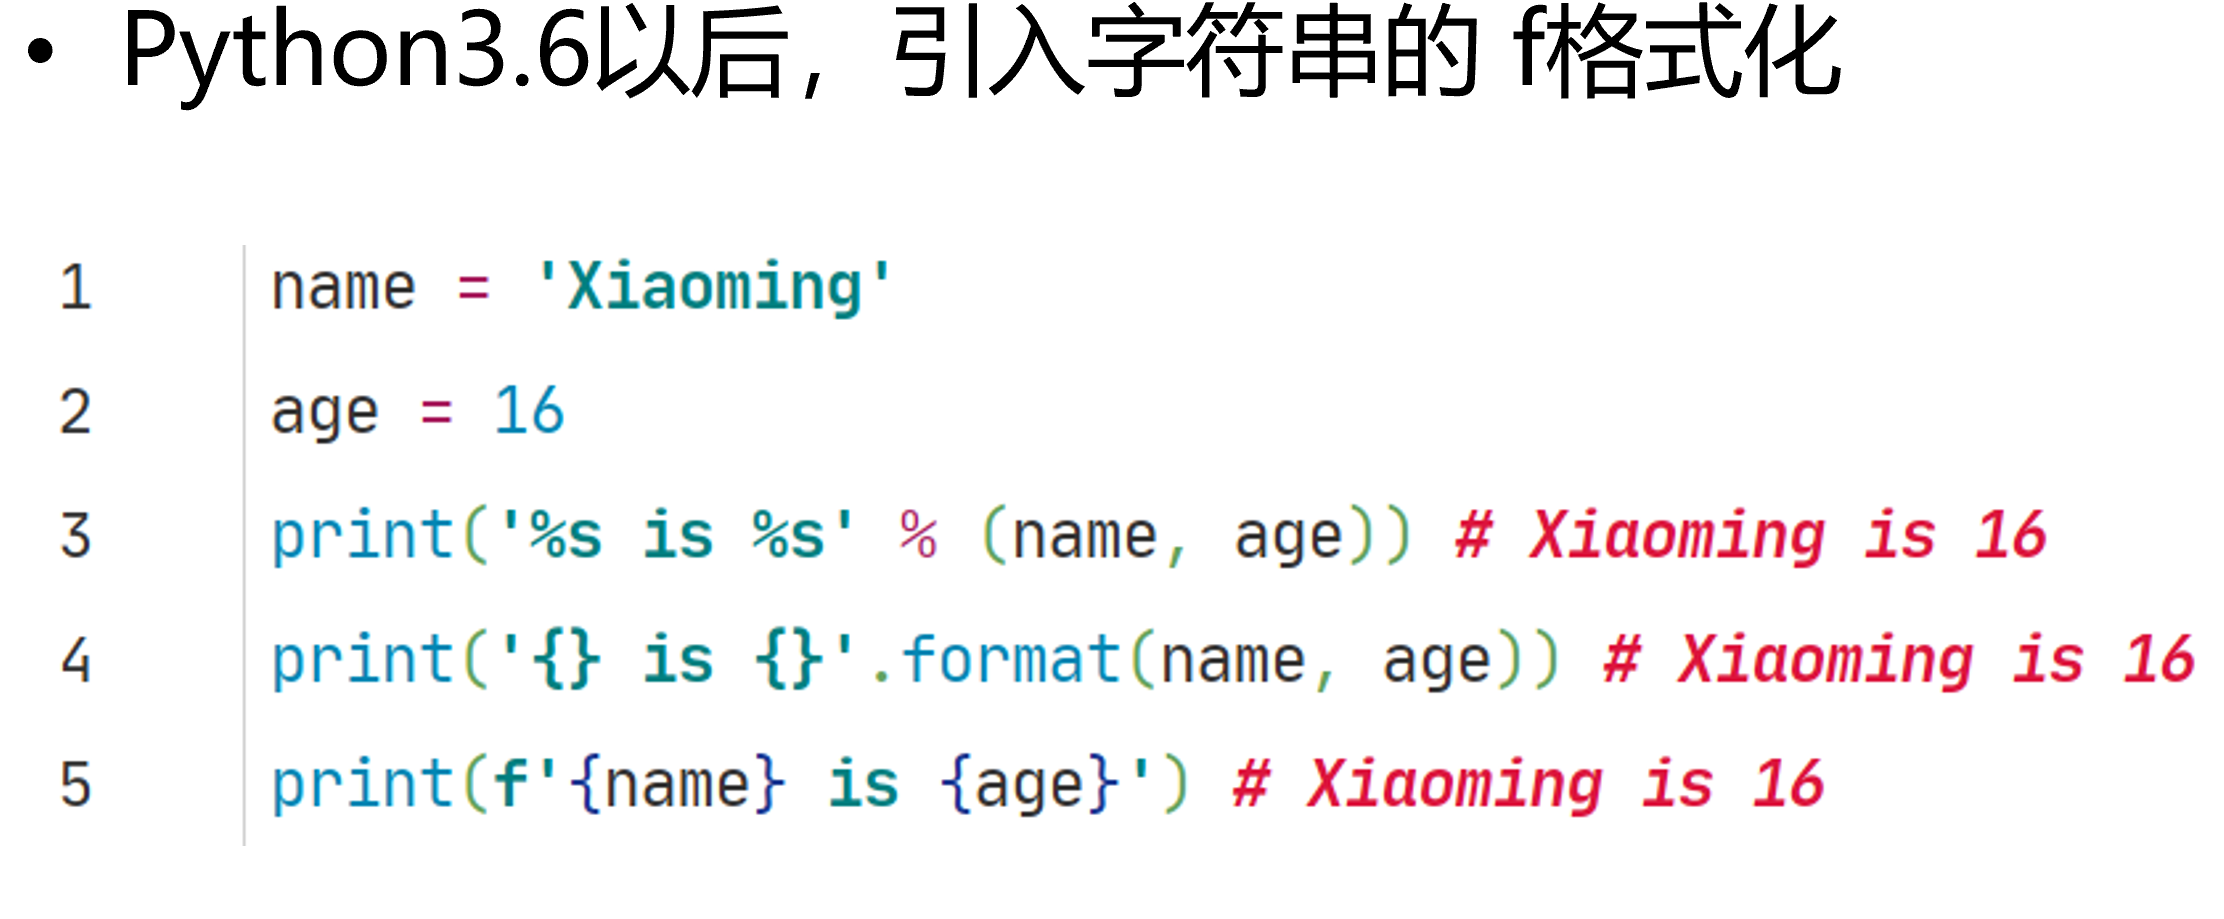 • Python3.6以后，引入字符串的 f格式化
1 name = 'Xiaoming'
2 age = 16
3 print('%s is %s' % (name, age)) # Xiaoming is 16
4 print('{} is {}'.format(name, age)) # Xiaoming is 16
5 print(f'{name} is {age}') # Xiaoming is 16